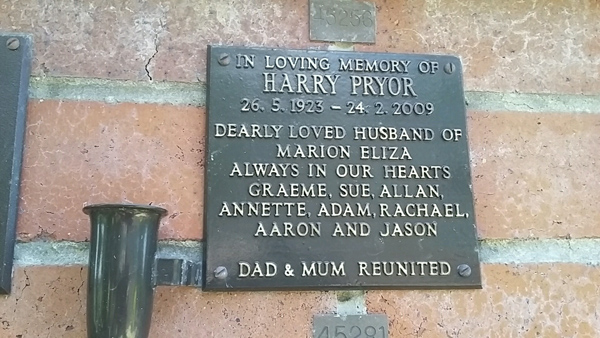 45268
IN LOVING MEMORY OF
HARRY PRYOR
26. 5. 1923 – 24. 2. 2009
DEARLY LOVED HUSBAND OF
MARION ELIZA
ALWAYS IN OUR HEARTS
GRAEME, SUE, ALLAN,
ANNETTE, ADAM, RACHAEL,
AARON AND JASON
DAD & MUM REUNITED
45291